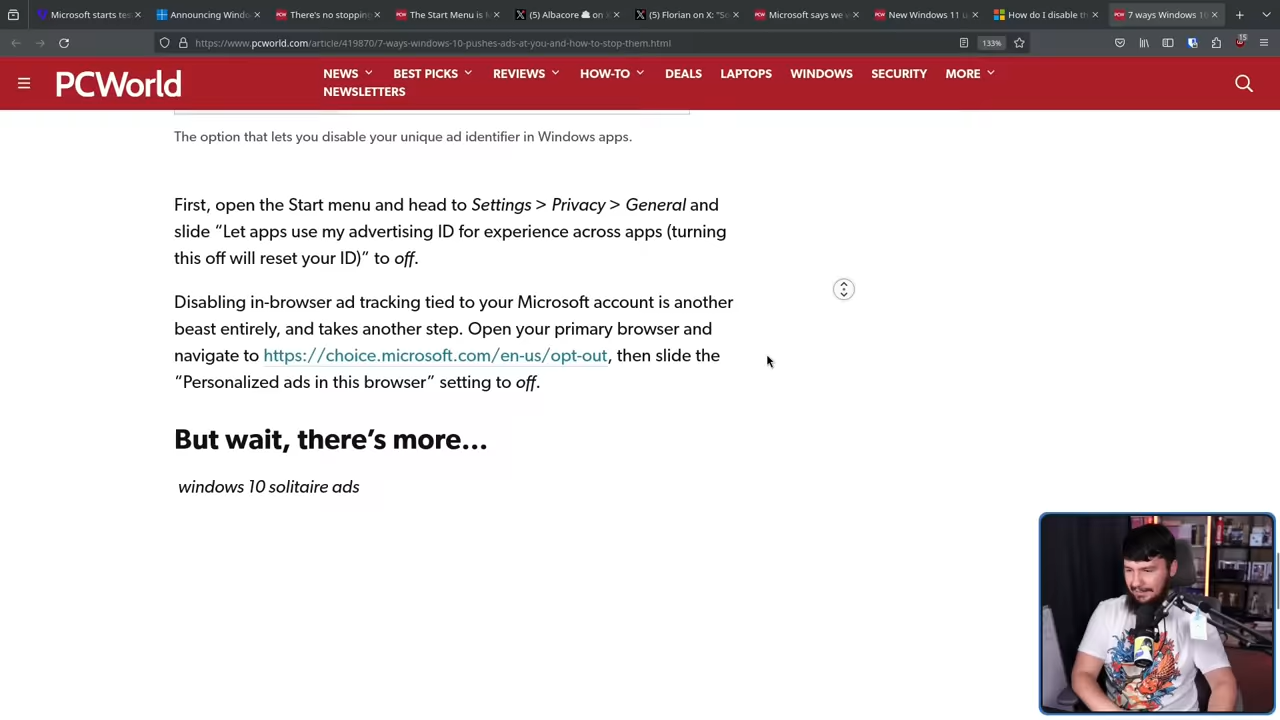 Microsoft starts tes
Announcing Windo
There's no stopping
The Start Menu is
(5) Albacore ☁ on X
(5) Florian on X: "Sc
Microsoft says we
New Windows 11
How do I disable th
7 ways Windows 10
https://www.pcworld.com/article/419870/7-ways-windows-10-pushes-ads-at-you-and-how-to-stop-them.html
133%
15
PCWorld
NEWS
BEST PICKS
REVIEWS
HOW-TO
DEALS
LAPTOPS
WINDOWS
SECURITY
MORE
NEWSLETTERS
The option that lets you disable your unique ad identifier in Windows apps.
First, open the Start menu and head to Settings > Privacy > General and
slide “Let apps use my advertising ID for experience across apps (turning
this off will reset your ID)” to off.
Disabling in-browser ad tracking tied to your Microsoft account is another
beast entirely, and takes another step. Open your primary browser and
navigate to https://choice.microsoft.com/en-us/opt-out, then slide the
“Personalized ads in this browser” setting to off.
But wait, there’s more…
windows 10 solitaire ads